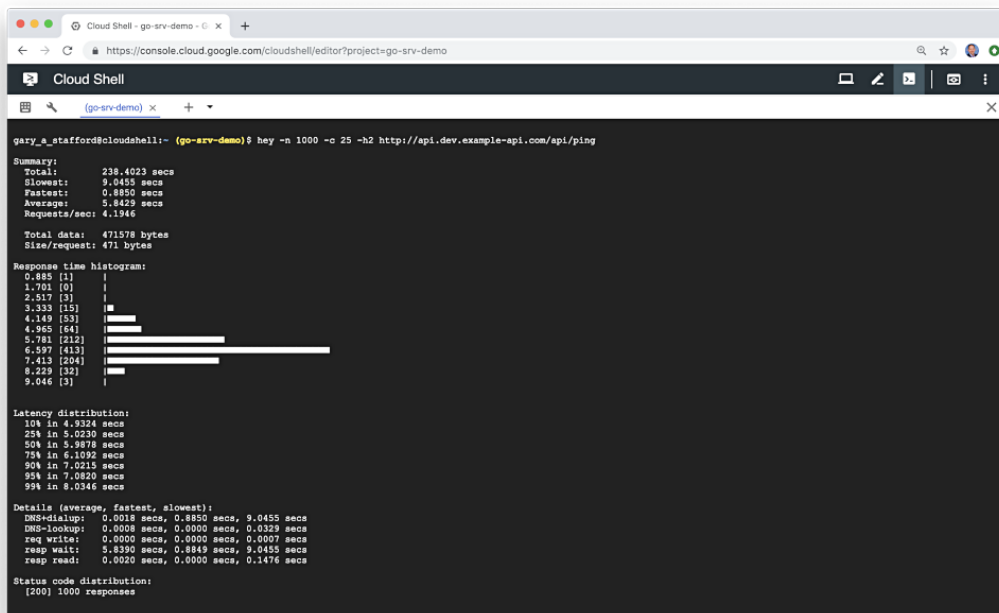 Cloud Shell - go-srv-demo - G
https://console.cloud.google.com/cloudshell/editor?project=go-srv-demo
Cloud Shell
(go-srv-demo)
gary_a_stafford@cloudshell:~ (go-srv-demo)$ hey -n 1000 -c 25 -h2 http://api.dev.example-api.com/api/ping
Summary:
Total: 238.4023 secs
Slowest: 9.0455 secs
Fastest: 0.8850 secs
Average: 5.8429 secs
Requests/sec: 4.1946
Total data: 471578 bytes
Size/request: 471 bytes
Response time histogram:
0.885 [1] |
1.701 [0] |
2.517 [3] |
3.333 [15] |
4.149 [53] |
4.965 [64] |
5.781 [212] |
6.597 [413] |
7.413 [204] |
8.229 [32] |
9.046 [3] |
Latency distribution:
10% in 4.9324 secs
25% in 5.0230 secs
50% in 5.9878 secs
75% in 6.1092 secs
90% in 7.0215 secs
95% in 7.0820 secs
99% in 8.0346 secs
Details (average, fastest, slowest):
DNS+dialup: 0.0018 secs, 0.8850 secs, 9.0455 secs
DNS-lookup: 0.0008 secs, 0.0000 secs, 0.0329 secs
req write: 0.0000 secs, 0.0000 secs, 0.0007 secs
resp wait: 5.8390 secs, 0.8849 secs, 9.0455 secs
resp read: 0.0020 secs, 0.0000 secs, 0.1476 secs
Status code distribution:
[200] 1000 responses